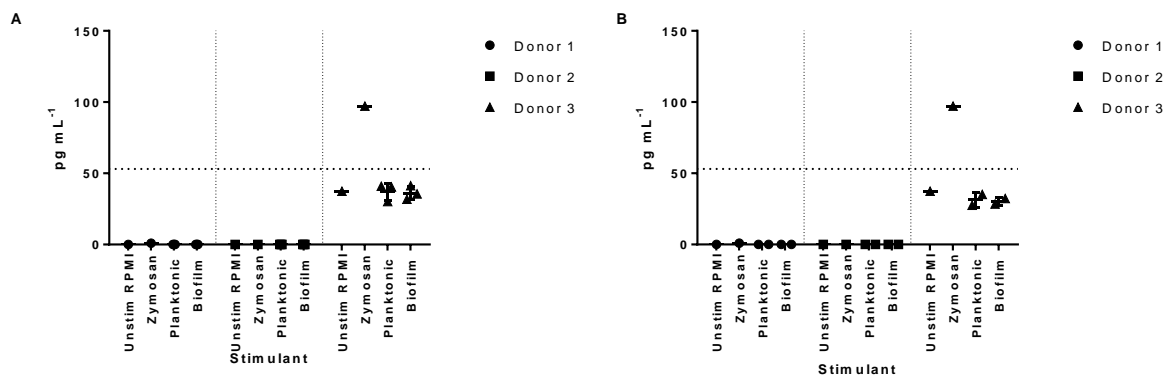 A
150
100
50
0
pg mL-1
Donor 1
Donor 2
Donor 3
Unstim RPMI
Zymosan
Planktonic
Biofilm
Unstim RPMI
Zymosan
Planktonic
Biofilm
Unstim RPMI
Zymosan
Planktonic
Biofilm
Stimulant
B
150
100
50
0
pg mL-1
Donor 1
Donor 2
Donor 3
Unstim RPMI
Zymosan
Planktonic
Biofilm
Unstim RPMI
Zymosan
Planktonic
Biofilm
Unstim RPMI
Zymosan
Planktonic
Biofilm
Stimulant